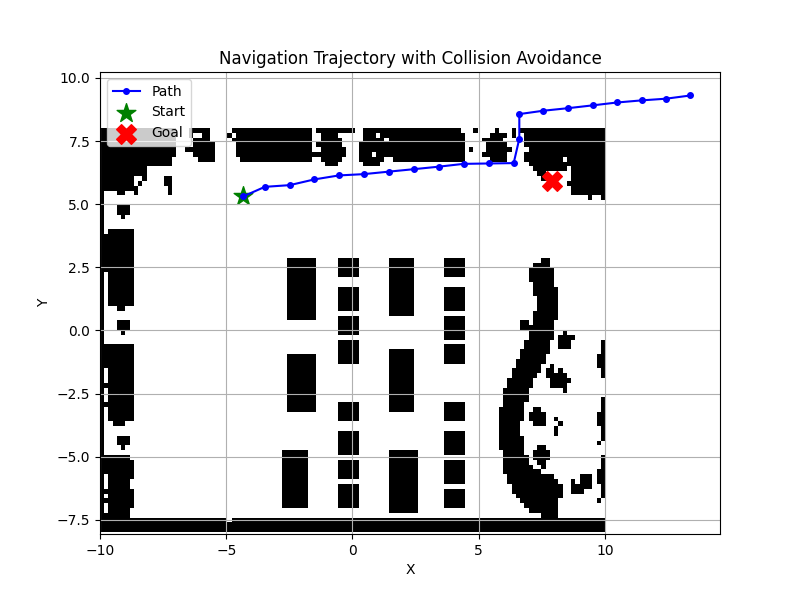 Navigation Trajectory with Collision Avoidance
Path
Start
Goal
10.0
7.5
5.0
2.5
0.0
−2.5
−5.0
−7.5
Y
−10
−5
0
5
10
X